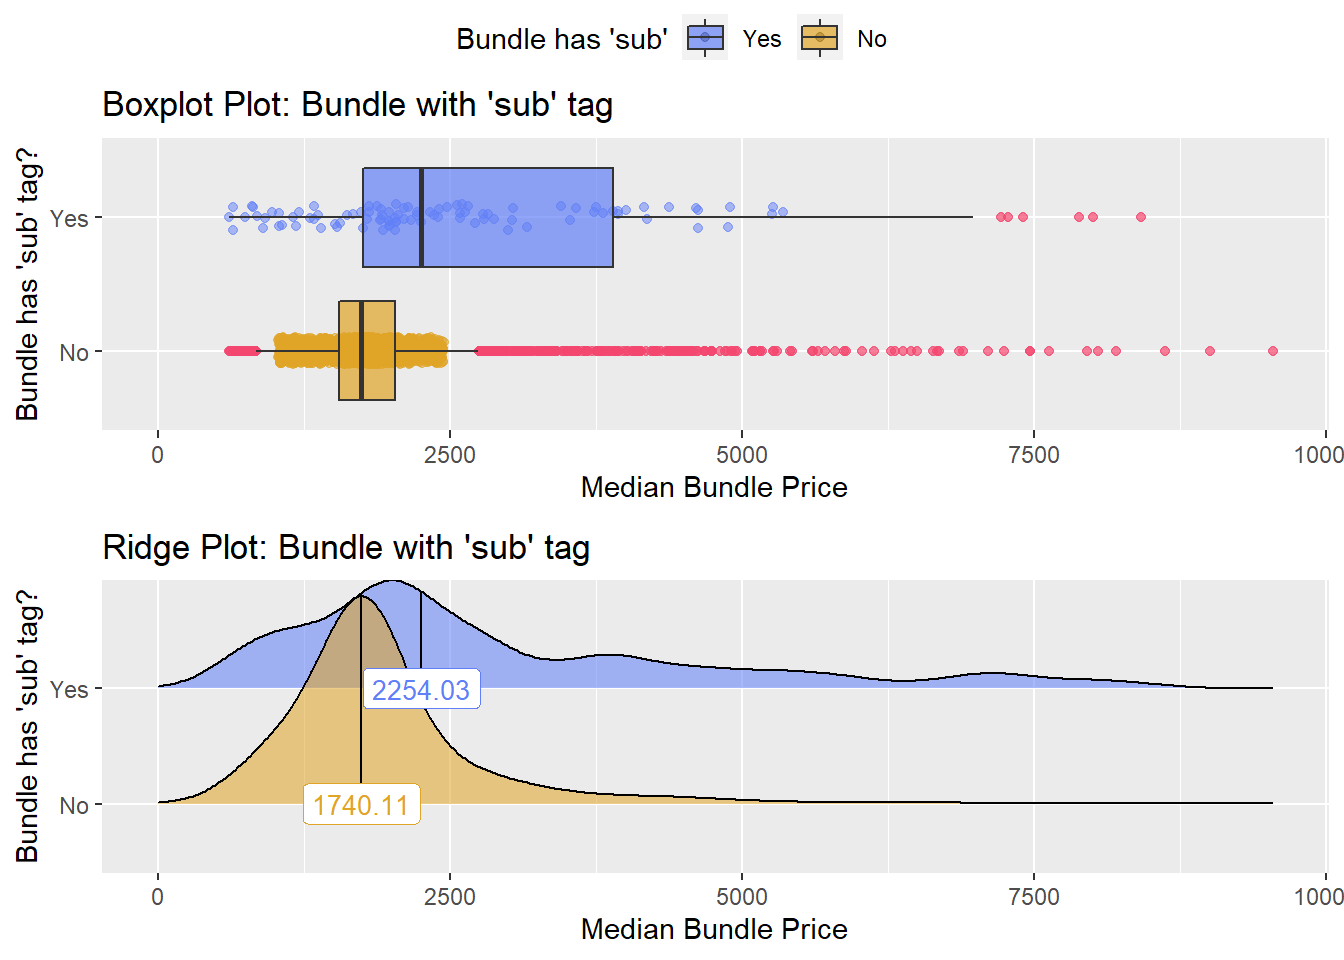 Bundle has 'sub' Yes No
Boxplot Plot: Bundle with 'sub' tag
Bundle has 'sub' tag?
Yes
No
0 2500 5000 7500 1000
Median Bundle Price
Ridge Plot: Bundle with 'sub' tag
Bundle has 'sub' tag?
Yes
2254.03
No
1740.11
0 2500 5000 7500 1000
Median Bundle Price